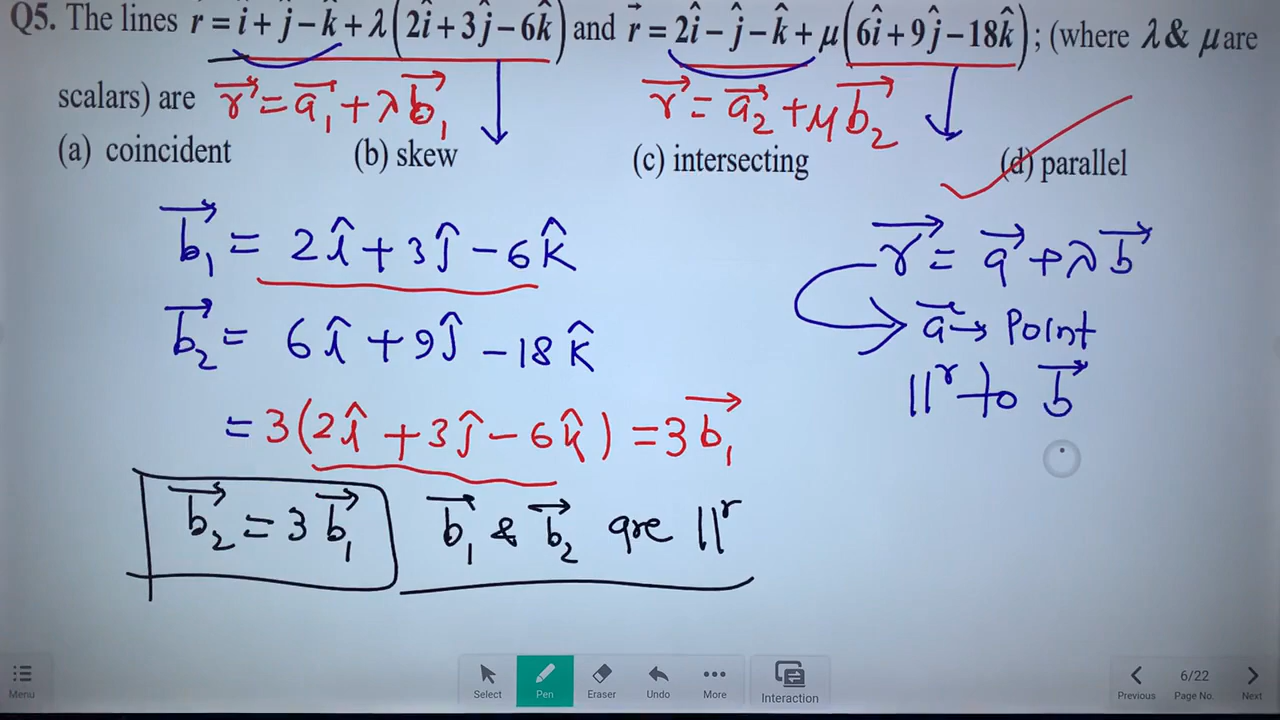 Q5. The lines r = î + ĵ − k̂ + λ(2î + 3ĵ − 6k̂) and r⃗ = 2î − ĵ − k̂ + μ(6î + 9ĵ − 18k̂); (where λ & μ are
scalars) are r⃗ = a⃗₁ + λb⃗₁ r⃗ = a⃗₂ + μb⃗₂
(a) coincident (b) skew (c) intersecting (d) parallel
b⃗₁ = 2î + 3ĵ − 6k̂
b⃗₂ = 6î + 9ĵ − 18k̂
= 3(2î + 3ĵ − 6k̂) = 3b⃗₁
b⃗₂ = 3b⃗₁ b⃗₁ & b⃗₂ are ||ʳ
r⃗ = a⃗ + λb⃗
a⃗ → Point
||ʳ to b⃗
Menu
Select Pen Eraser Undo More Interaction
Previous 6/22 Page No. Next